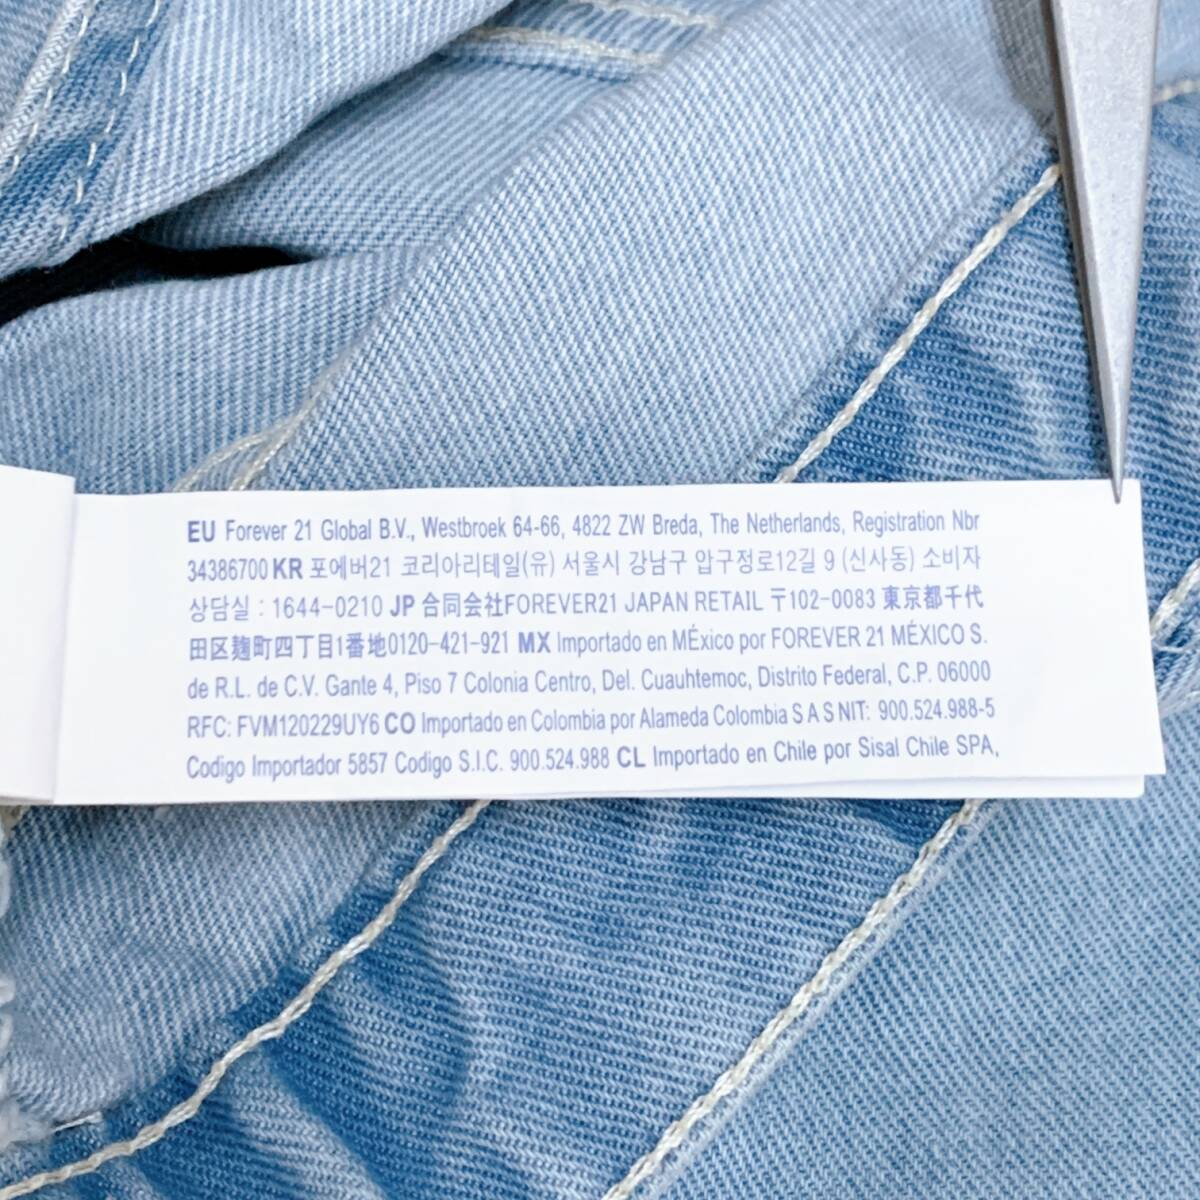 EU Forever 21 Global B.V., Westbroek 64-66, 4822 ZW Breda, The Netherlands, Registration Nbr
34386700 KR 포에버21 코리아리테일(유) 서울시 강남구 압구정로12길 9 (신사동) 소비자
상담실 : 1644-0210 JP 合同会社FOREVER21 JAPAN RETAIL 〒102-0083 東京都千代
田区麹町四丁目1番地0120-421-921 MX Importado en MÉxico por FOREVER 21 MÉXICO S.
de R.L. de C.V. Gante 4, Piso 7 Colonia Centro, Del. Cuauhtemoc, Distrito Federal, C.P. 06000
RFC: FVM120229UY6 CO Importado en Colombia por Alameda Colombia S A S NIT: 900.524.988-5
Codigo Importador 5857 Codigo S.I.C. 900.524.988 CL Importado en Chile por Sisal Chile SPA,